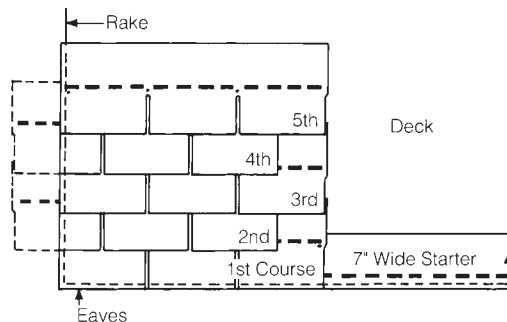 Rake
5th
Deck
4th
3rd
2nd
7" Wide Starter
1st Course
Eaves